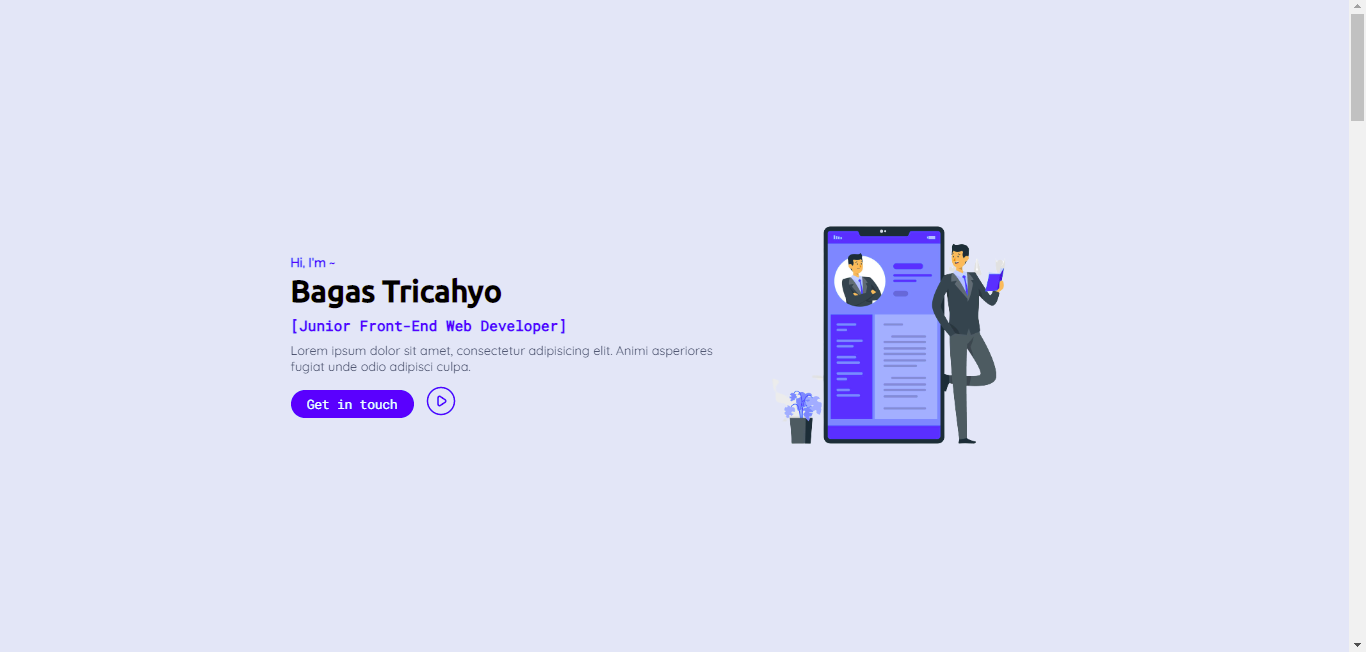 Hi, I'm -
Bagas Tricahyo
[Junior Front-End Web Developer]
Lorem ipsum dolor sit amet, consectetur adipisicing elit. Animi asperiores
fugiat unde odio adipisci culpa.
Get in touch